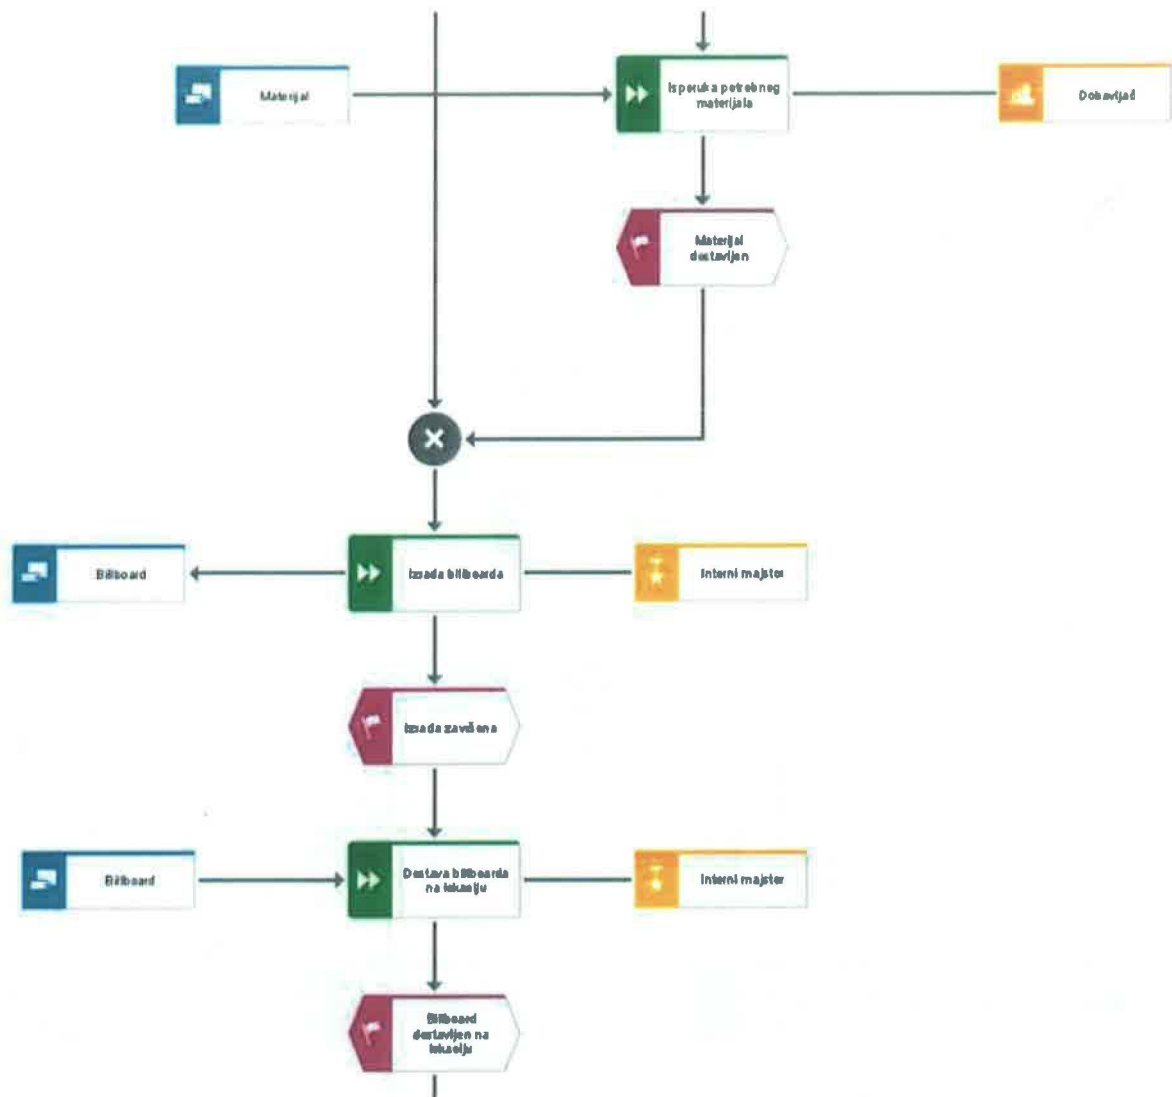 Materijal
Isporuka potrebnog
materijala
Dobavljač
Materijal
dostavljen
Billboard
Izrada billboarda
Interni majstor
Izrada završena
Billboard
Dostava billboarda
na lokaciju
Interni majstor
Billboard
dostavljen na
lokaciju